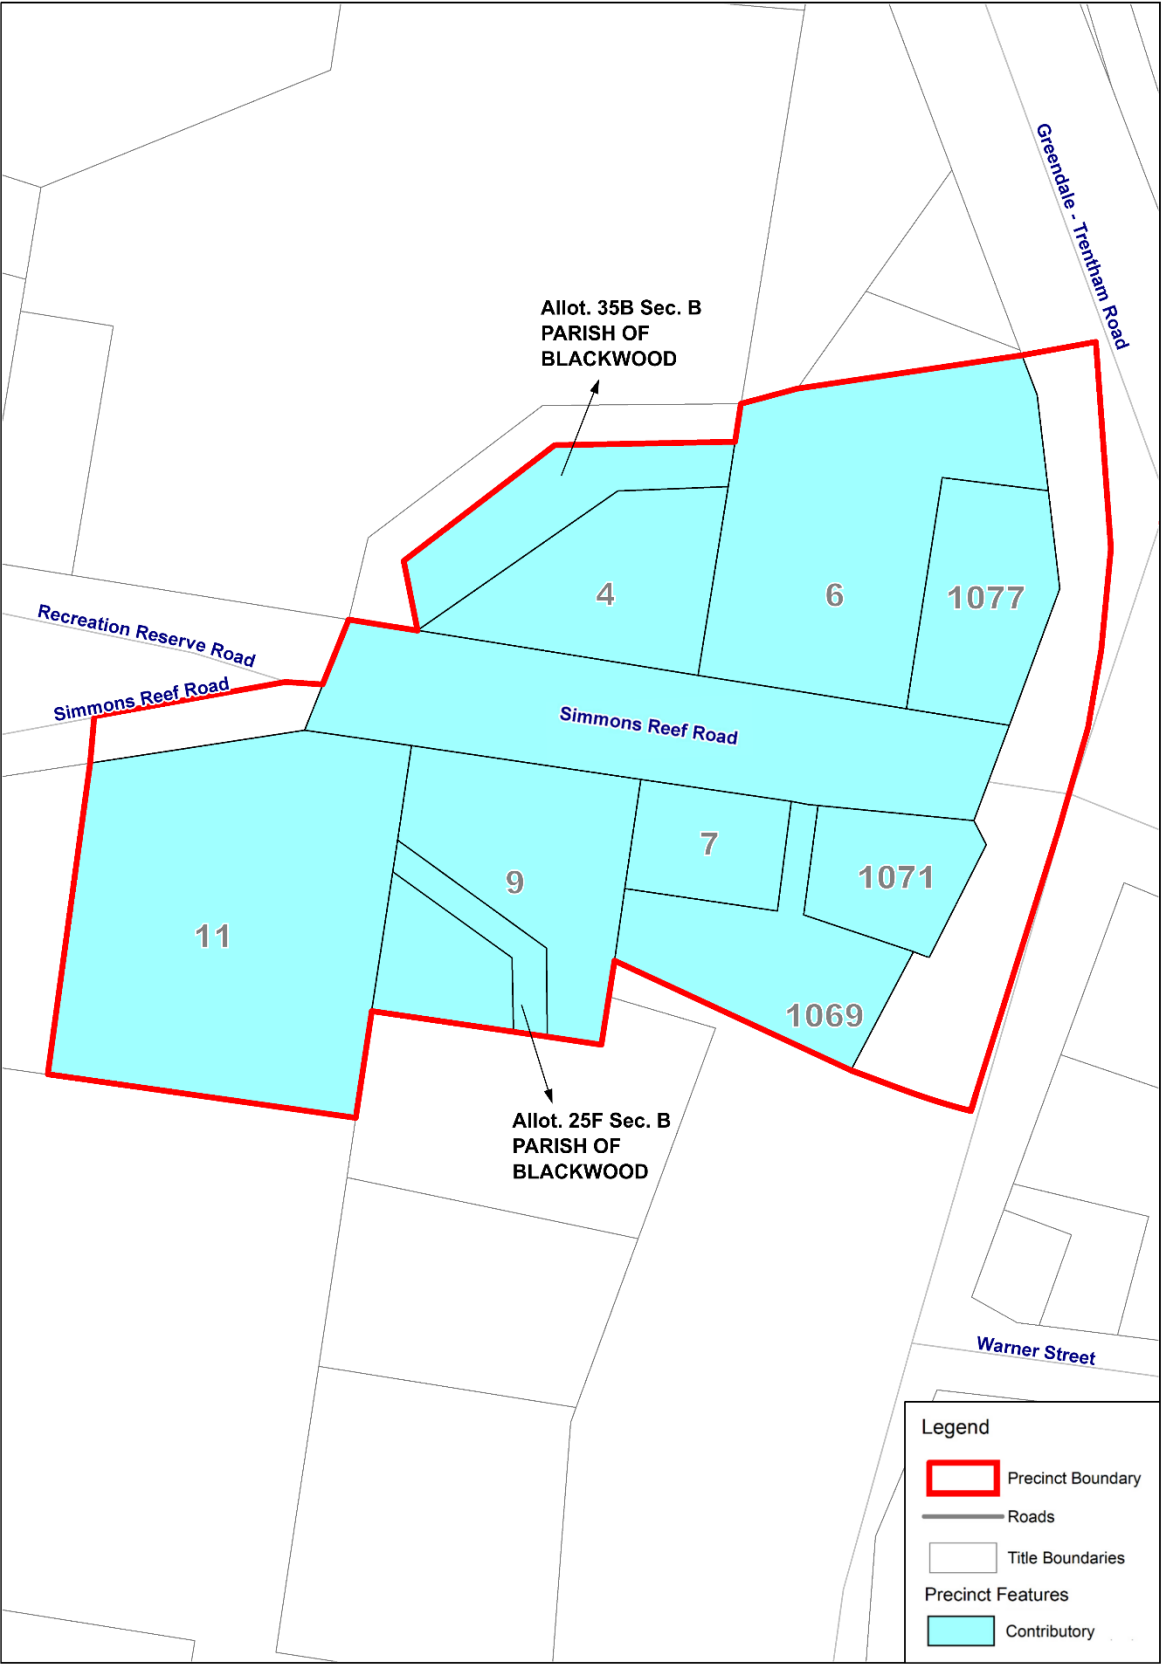 Greendale - Trentham Road
Allot. 35B Sec. B
PARISH OF
BLACKWOOD
4
6
1077
Recreation Reserve Road
Simmons Reef Road
Simmons Reef Road
7
1071
9
11
1069
Allot. 25F Sec. B
PARISH OF
BLACKWOOD
Warner Street
Legend
Precinct Boundary
Roads
Title Boundaries
Precinct Features
Contributory